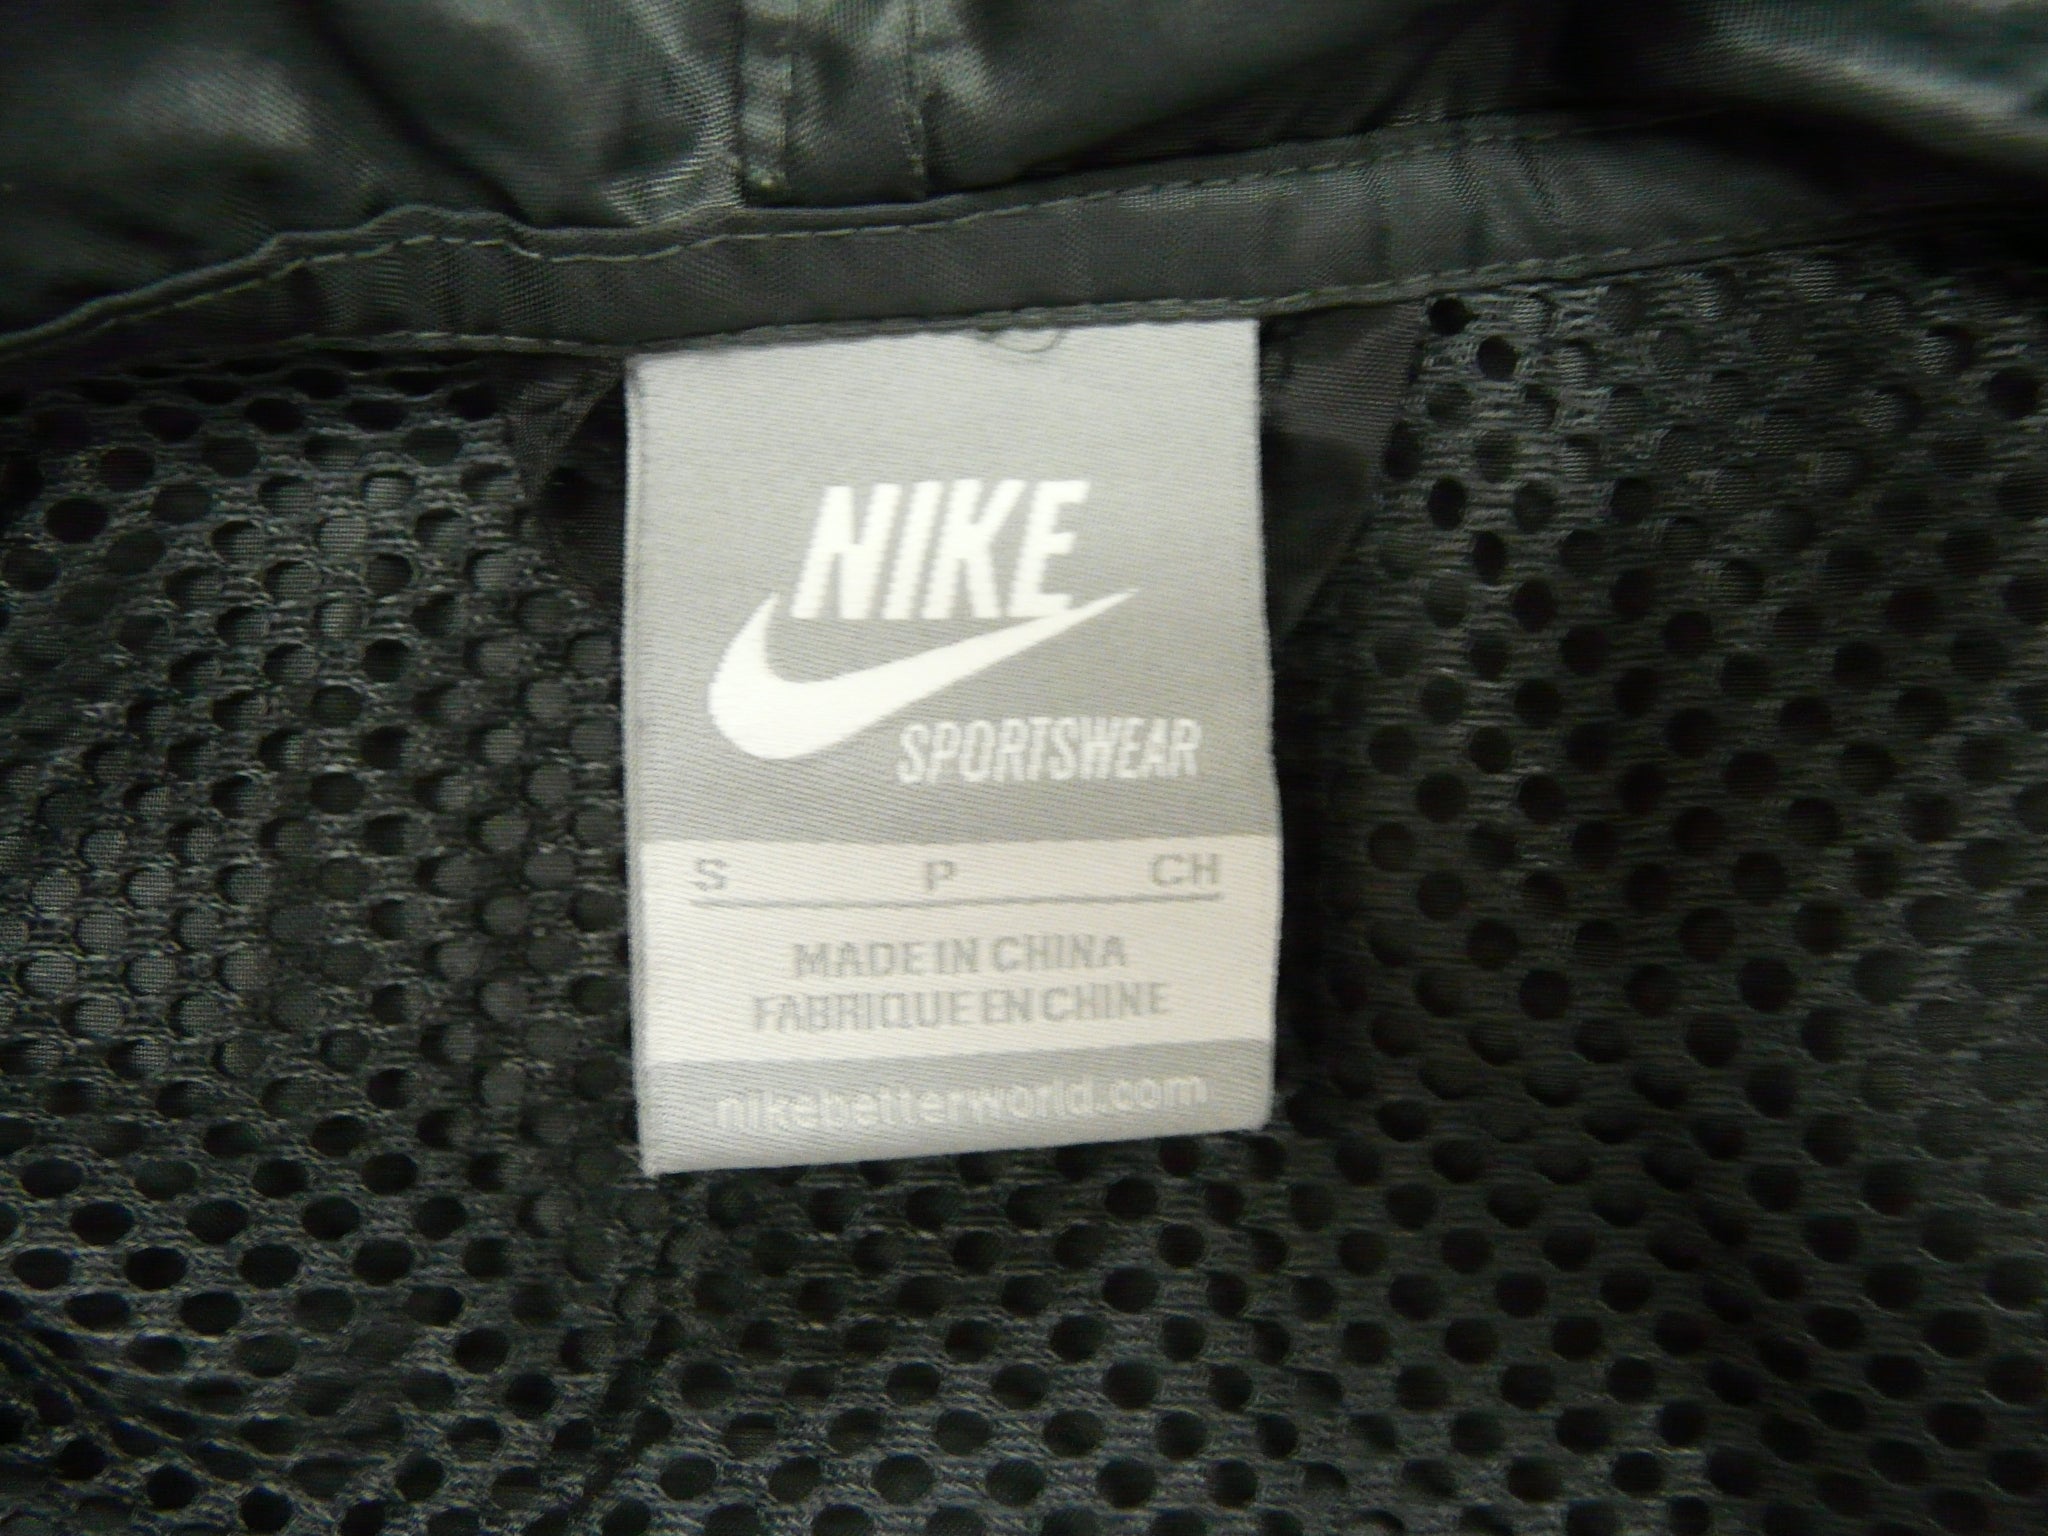 NIKE
SPORTSWEAR
S P CH
MADE IN CHINA
FABRIQUE EN CHINE
nikebetterworld.com